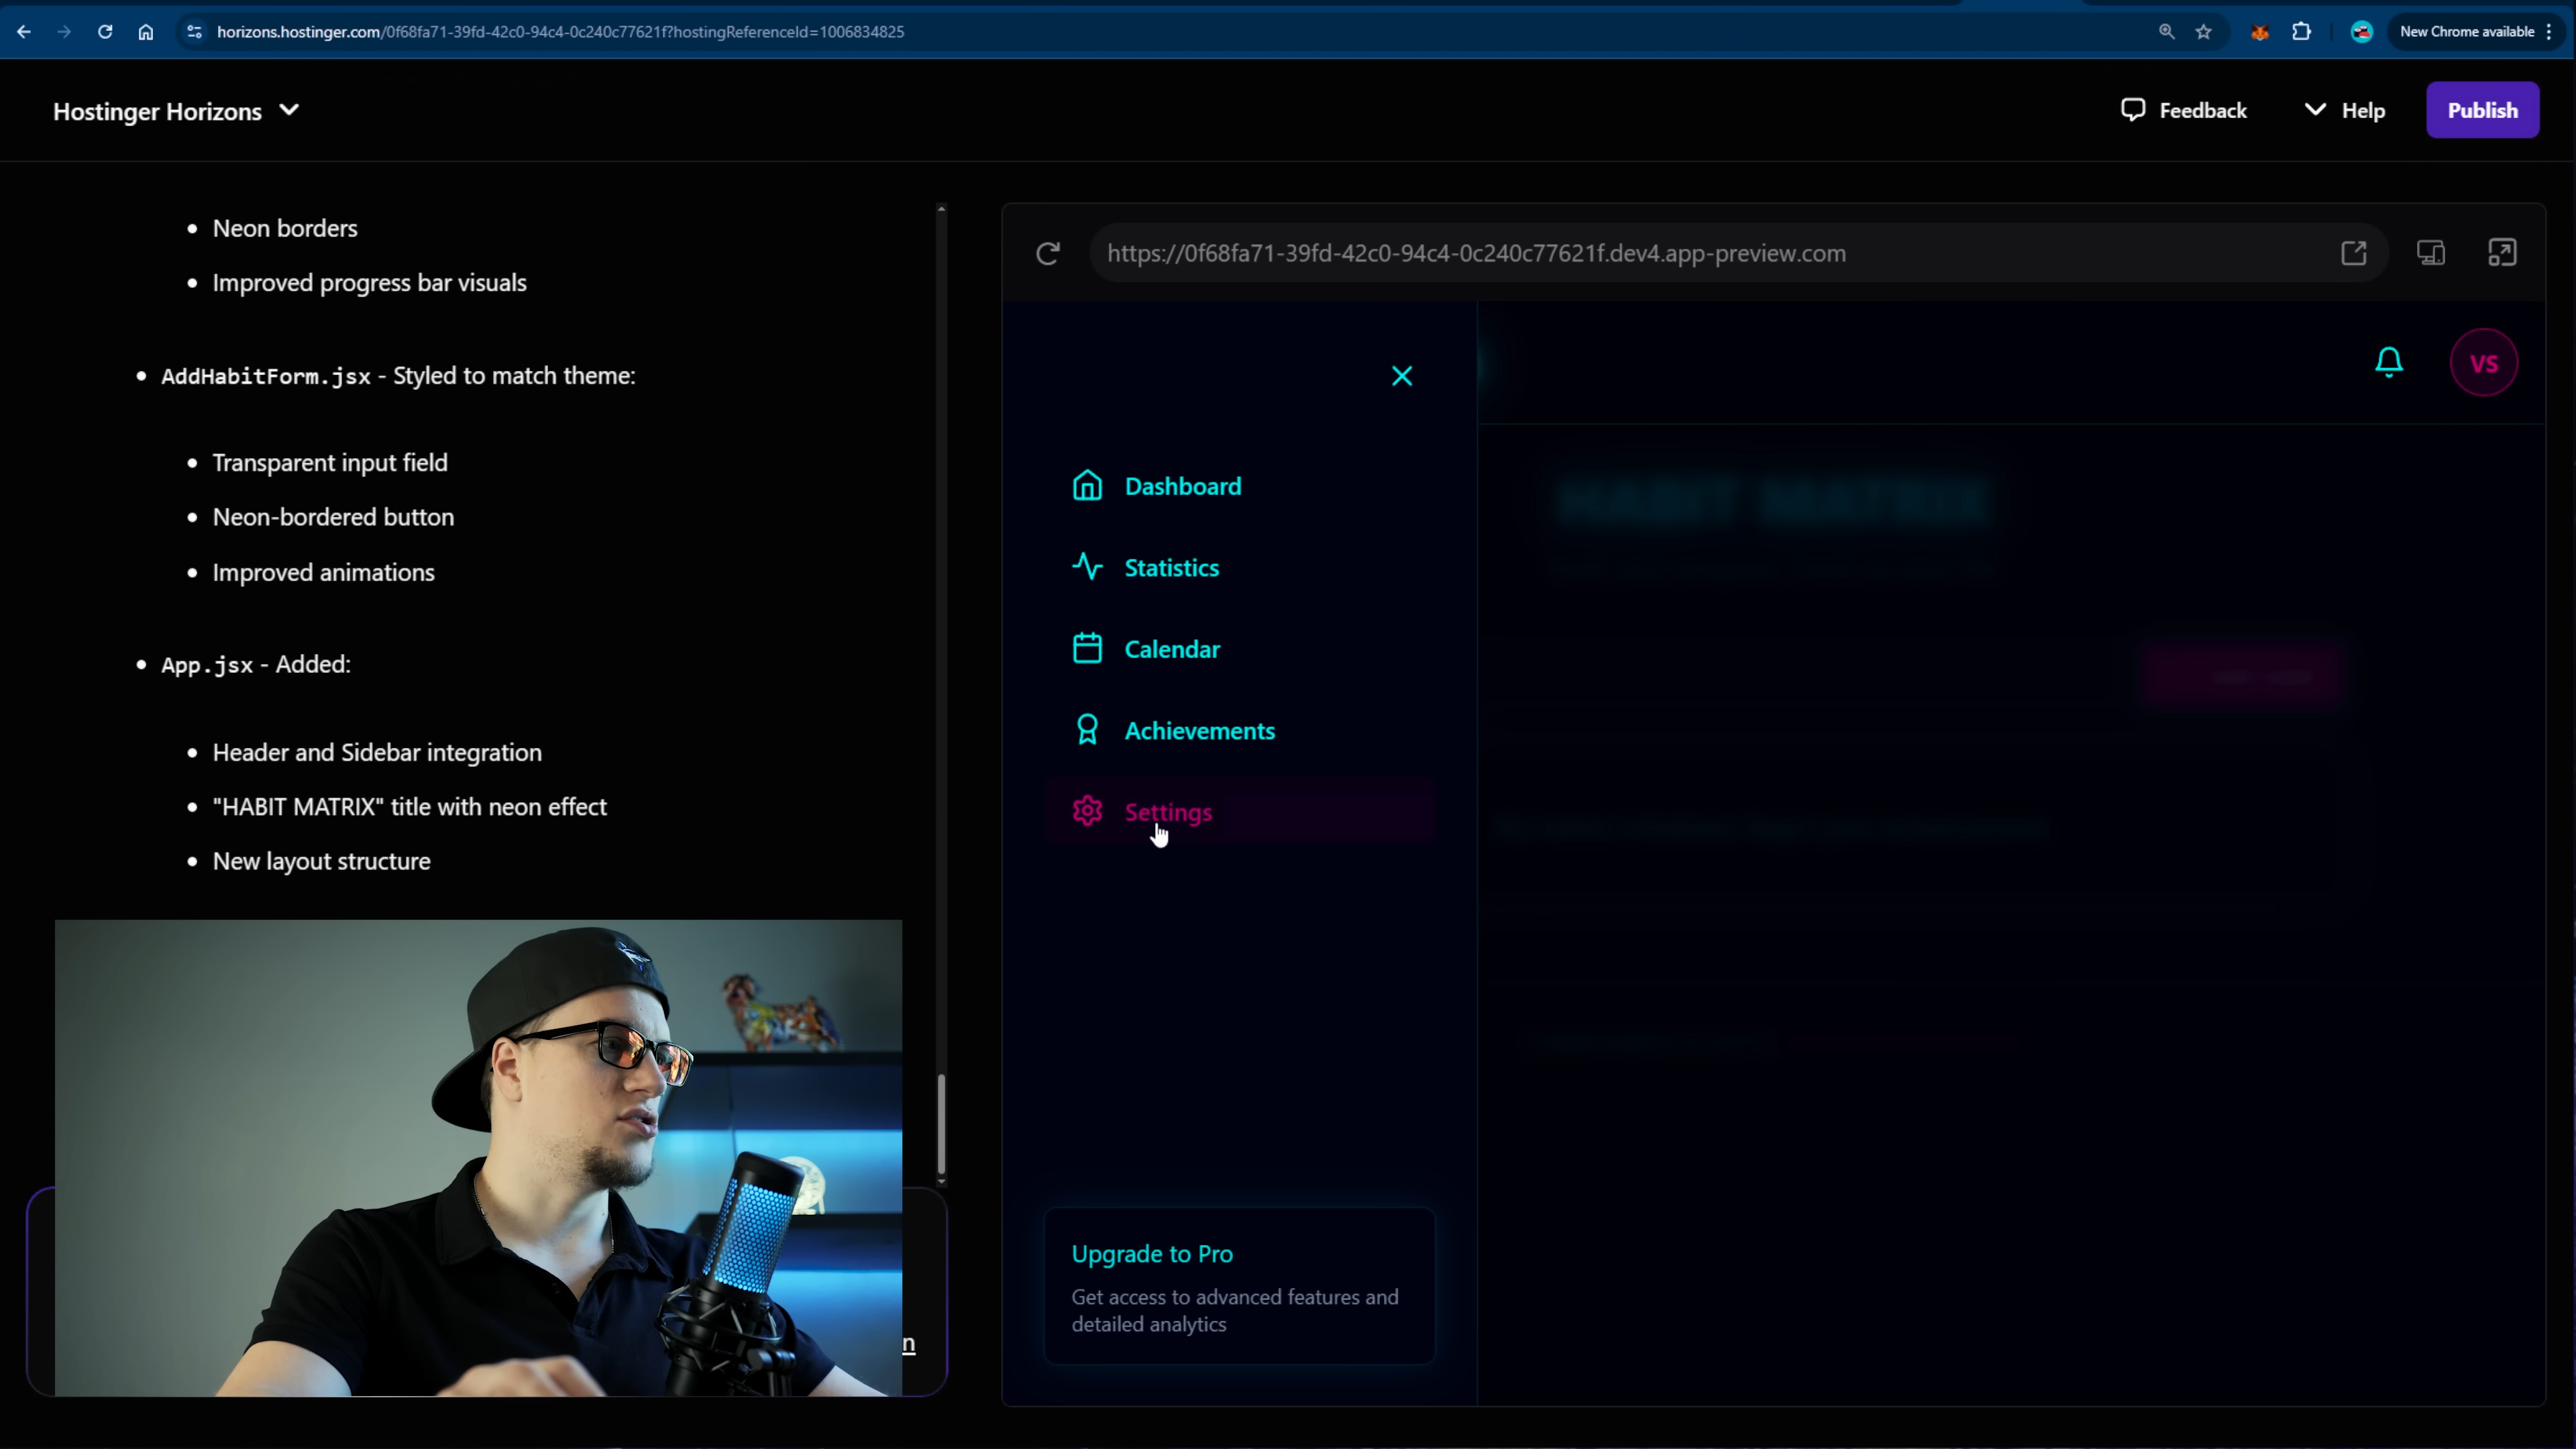 horizons.hostinger.com/0f68fa71-39fd-42c0-94c4-0c240c77621f?hostingReferenceId=1006834825
New Chrome available
Hostinger Horizons
Feedback
Help
Publish
Neon borders
Improved progress bar visuals
AddHabitForm.jsx - Styled to match theme:
Transparent input field
Neon-bordered button
Improved animations
App.jsx - Added:
Header and Sidebar integration
"HABIT MATRIX" title with neon effect
New layout structure
n
https://0f68fa71-39fd-42c0-94c4-0c240c77621f.dev4.app-preview.com
VS
HABIT MATRIX
Dashboard
Statistics
Calendar
Achievements
Settings
Upgrade to Pro
Get access to advanced features and
detailed analytics